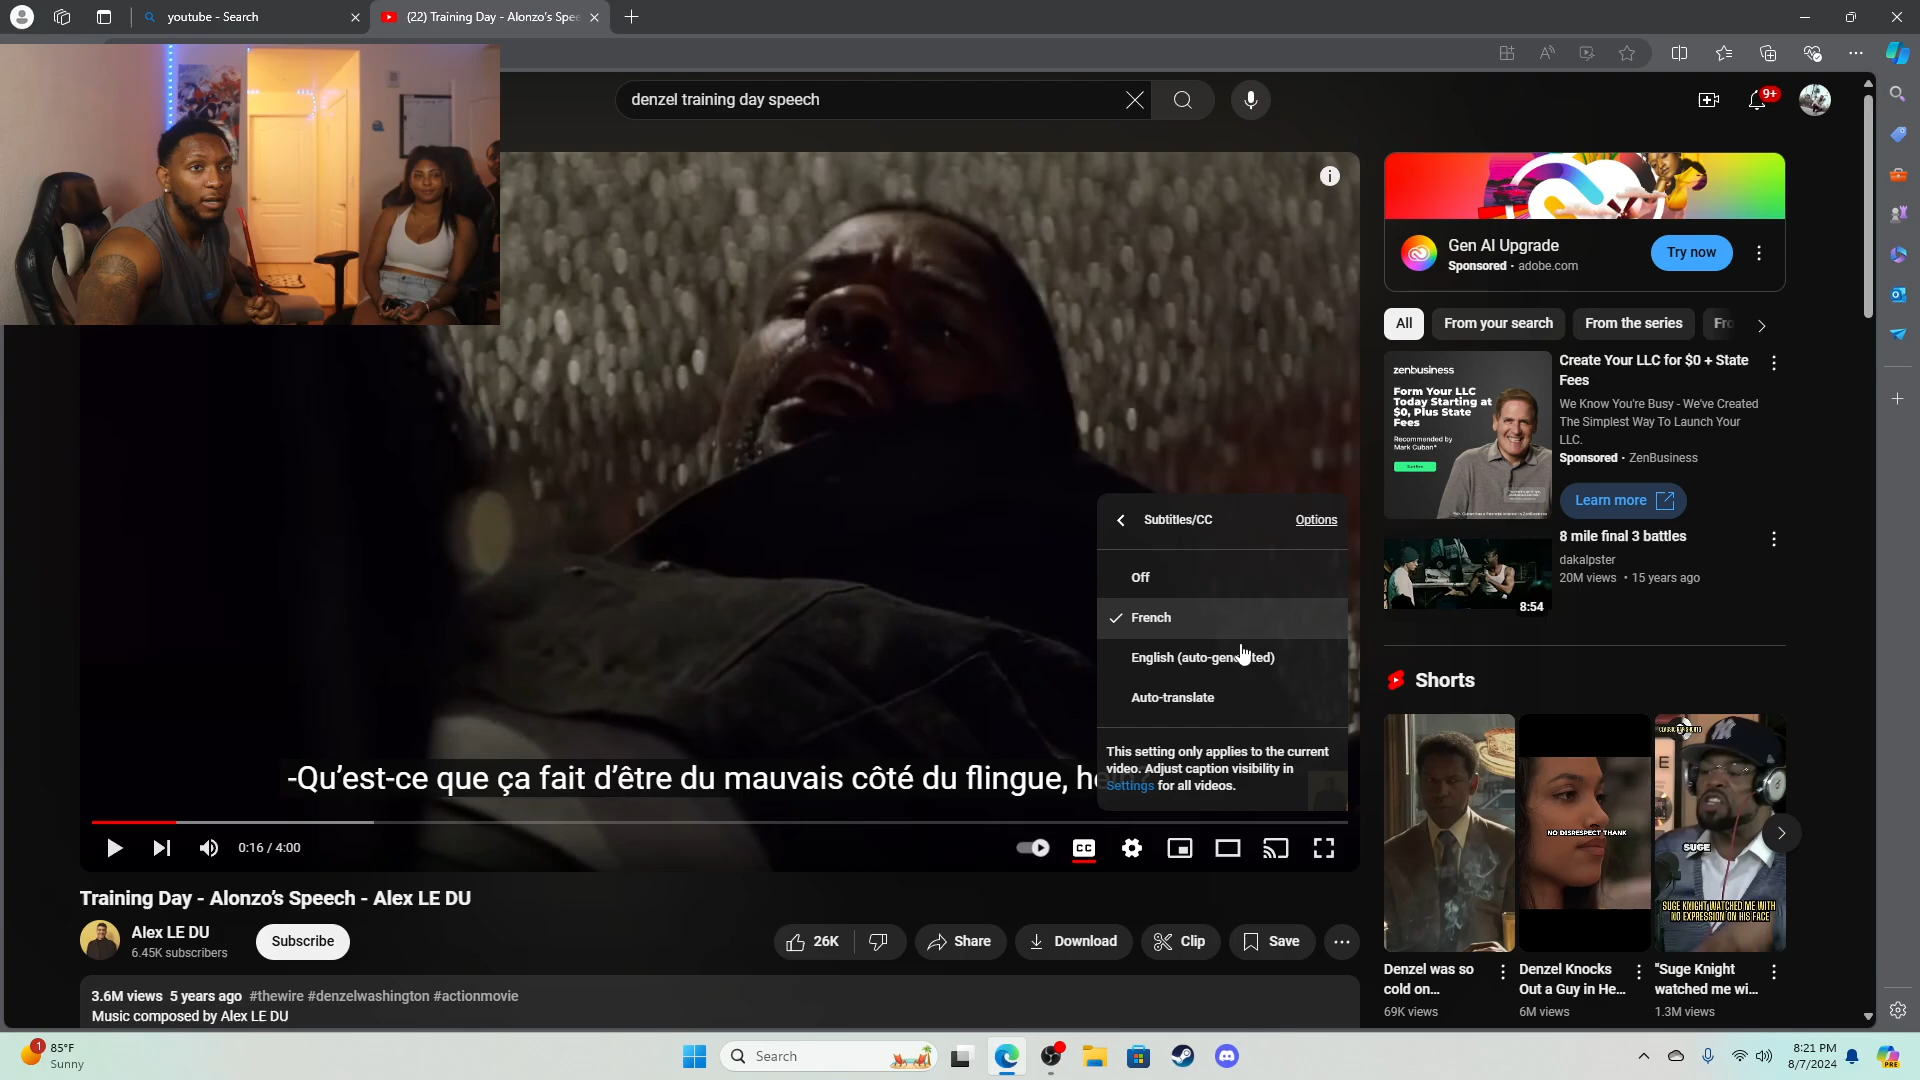 youtube - Search
(22) Training Day - Alonzo's Spee
denzel training day speech
9+
Gen AI Upgrade
Sponsored · adobe.com
Try now
All
From your search
From the series
Fro
zenbusiness
Form Your LLC
Today Starting at
$0, Plus State
Fees
Recommended by
Mark Cuban*
Create Your LLC for $0 + State
Fees
We Know You're Busy - We've Created
The Simplest Way To Launch Your
LLC.
Sponsored · ZenBusiness
Learn more
8 mile final 3 battles
dakalpster
20M views • 15 years ago
8:54
Subtitles/CC
Options
Off
French
English (auto-generated)
Auto-translate
This setting only applies to the current
video. Adjust caption visibility in
Settings for all videos.
-Qu'est-ce que ça fait d'être du mauvais côté du flingue, he
0:16 / 4:00
CC
Shorts
NO DISRESPECT THANK
SUGE
SUGE KNIGHT WATCHED ME WITH
NO EXPRESSION ON HIS FACE
Denzel was so
cold on...
69K views
Denzel Knocks
Out a Guy in He...
6M views
"Suge Knight
watched me wi...
1.3M views
Training Day - Alonzo's Speech - Alex LE DU
Alex LE DU
6.45K subscribers
Subscribe
26K
Share
Download
Clip
Save
3.6M views 5 years ago #thewire #denzelwashington #actionmovie
Music composed by Alex LE DU
1
85°F
Sunny
Search
8:21 PM
8/7/2024
PRE